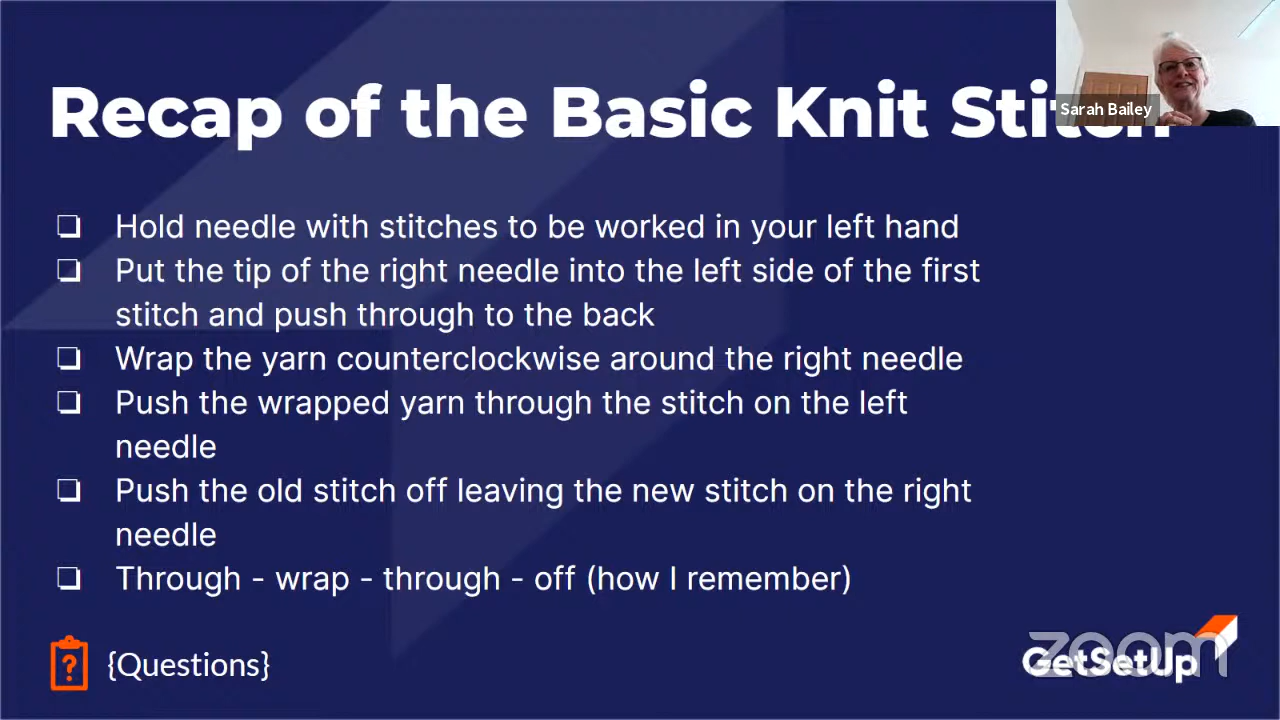 Recap of the Basic Knit Stitch
Sarah Bailey
❏ Hold needle with stitches to be worked in your left hand
❏ Put the tip of the right needle into the left side of the first
stitch and push through to the back
❏ Wrap the yarn counterclockwise around the right needle
❏ Push the wrapped yarn through the stitch on the left
needle
❏ Push the old stitch off leaving the new stitch on the right
needle
❏ Through - wrap - through - off (how I remember)
{Questions}
zoom
GetSetUp